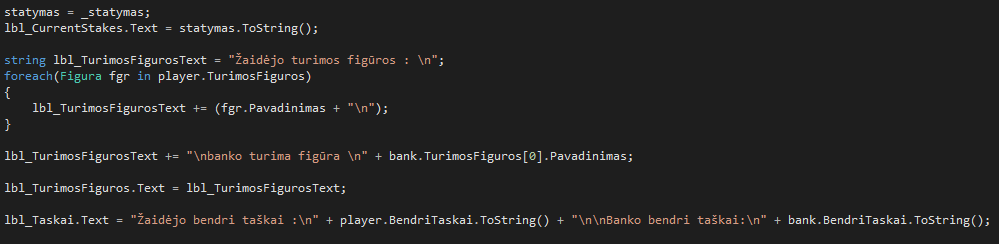 statymas = _statymas;
lbl_CurrentStakes.Text = statymas.ToString();
string lbl_TurimosFigurosText = "Žaidėjo turimos figūros : \n";
foreach(Figura fgr in player.TurimosFiguros)
{
lbl_TurimosFigurosText += (fgr.Pavadinimas + "\n");
}
lbl_TurimosFigurosText += "\nbanko turima figūra \n" + bank.TurimosFiguros[0].Pavadinimas;
lbl_TurimosFiguros.Text = lbl_TurimosFigurosText;
lbl_Taskai.Text = "Žaidėjo bendri taškai :\n" + player.BendriTaskai.ToString() + "\n\nBanko bendri taškai:\n" + bank.BendriTaskai.ToString();